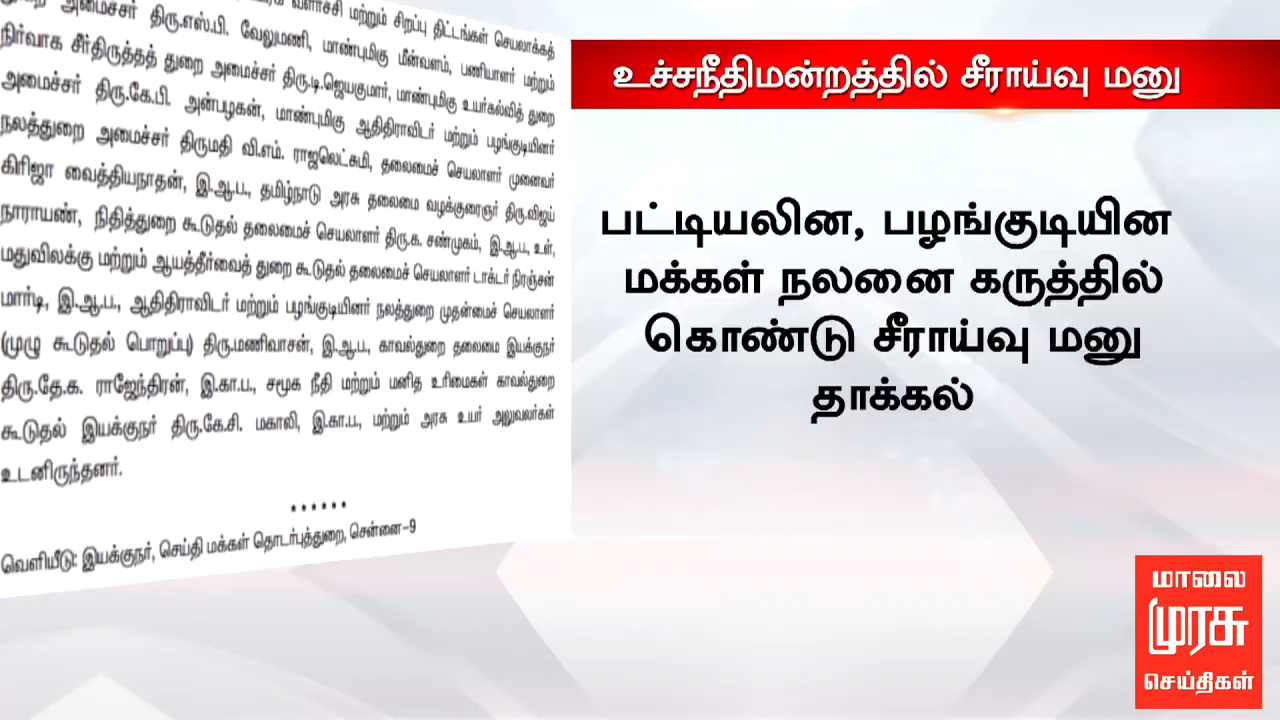 அமைச்சர் திரு.எஸ்.பி. வேலுமணி, மாண்புமிகு மீன்வளம், பணியாளர் மற்றும்
நிர்வாக சீர்திருத்தத் துறை அமைச்சர் திரு.டி.ஜெயகுமார், மாண்புமிகு உயர்கல்வித் துறை
அமைச்சர் திரு.கே.பி. அன்பழகன், மாண்புமிகு ஆதிதிராவிடர் மற்றும் பழங்குடியினர்
நலத்துறை அமைச்சர் திருமதி வி.எம். ராஜலெட்சுமி, தலைமைச் செயலாளர் முனைவர்
கிரிஜா வைத்தியநாதன், இ.ஆ.ப., தமிழ்நாடு அரசு தலைமை வழக்குரைஞர் திரு.விஜய்
நாராயண், நிதித்துறை கூடுதல் தலைமைச் செயலாளர் திரு.க. சண்முகம், இ.ஆ.ப., உள்,
மதுவிலக்கு மற்றும் ஆயத்தீர்வைத் துறை கூடுதல் தலைமைச் செயலாளர் டாக்டர் நிரஞ்சன்
மார்டி, இ.ஆ.ப., ஆதிதிராவிடர் மற்றும் பழங்குடியினர் நலத்துறை முதன்மைச் செயலாளர்
(முழு கூடுதல் பொறுப்பு) திரு.மணிவாசன், இ.ஆ.ப., காவல்துறை தலைமை இயக்குநர்
திரு.தே.க. ராஜேந்திரன், இ.கா.ப., சமூக நீதி மற்றும் மனித உரிமைகள் காவல்துறை
கூடுதல் இயக்குநர் திரு.கே.சி. மகாலி, இ.கா.ப., மற்றும் அரசு உயர் அலுவலர்கள்
உடனிருந்தனர்.
******
வெளியீடு: இயக்குநர், செய்தி மக்கள் தொடர்புத்துறை, சென்னை-9
உச்சநீதிமன்றத்தில் சீராய்வு மனு
பட்டியலின, பழங்குடியின
மக்கள் நலனை கருத்தில்
கொண்டு சீராய்வு மனு
தாக்கல்
மாலை
முரசு
செய்திகள்